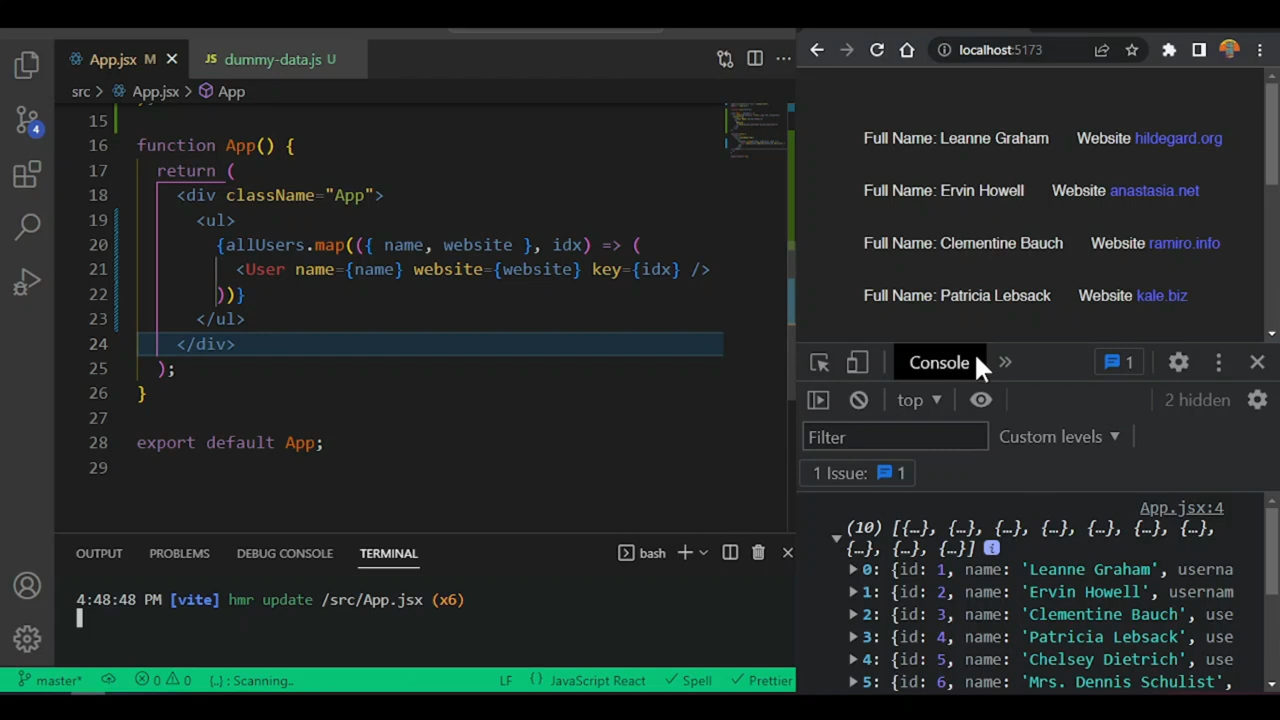 App.jsx M
dummy-data.js U
src > App.jsx > App
15
16 function App() {
17 return (
18 <div className="App">
19 <ul>
20 {allUsers.map(({ name, website }, idx) => (
21 <User name={name} website={website} key={idx} />
22 ))}
23 </ul>
24 </div>
25 );
26 }
27
28 export default App;
29
OUTPUT PROBLEMS DEBUG CONSOLE TERMINAL bash
4:48:48 PM [vite] hmr update /src/App.jsx (x6)
4
master* 0 0 {..} : Scanning.. LF {} JavaScript React Spell Prettier
localhost:5173
Full Name: Leanne Graham Website hildegard.org
Full Name: Ervin Howell Website anastasia.net
Full Name: Clementine Bauch Website ramiro.info
Full Name: Patricia Lebsack Website kale.biz
Console » 1
top 2 hidden
Filter Custom levels
1 Issue: 1
App.jsx:4
(10) [{…}, {…}, {…}, {…}, {…}, {…}, {…},
{…}, {…}, {…}] i
0: {id: 1, name: 'Leanne Graham', userna
1: {id: 2, name: 'Ervin Howell', usernam
2: {id: 3, name: 'Clementine Bauch', use
3: {id: 4, name: 'Patricia Lebsack', use
4: {id: 5, name: 'Chelsey Dietrich', use
5: {id: 6, name: 'Mrs. Dennis Schulist',